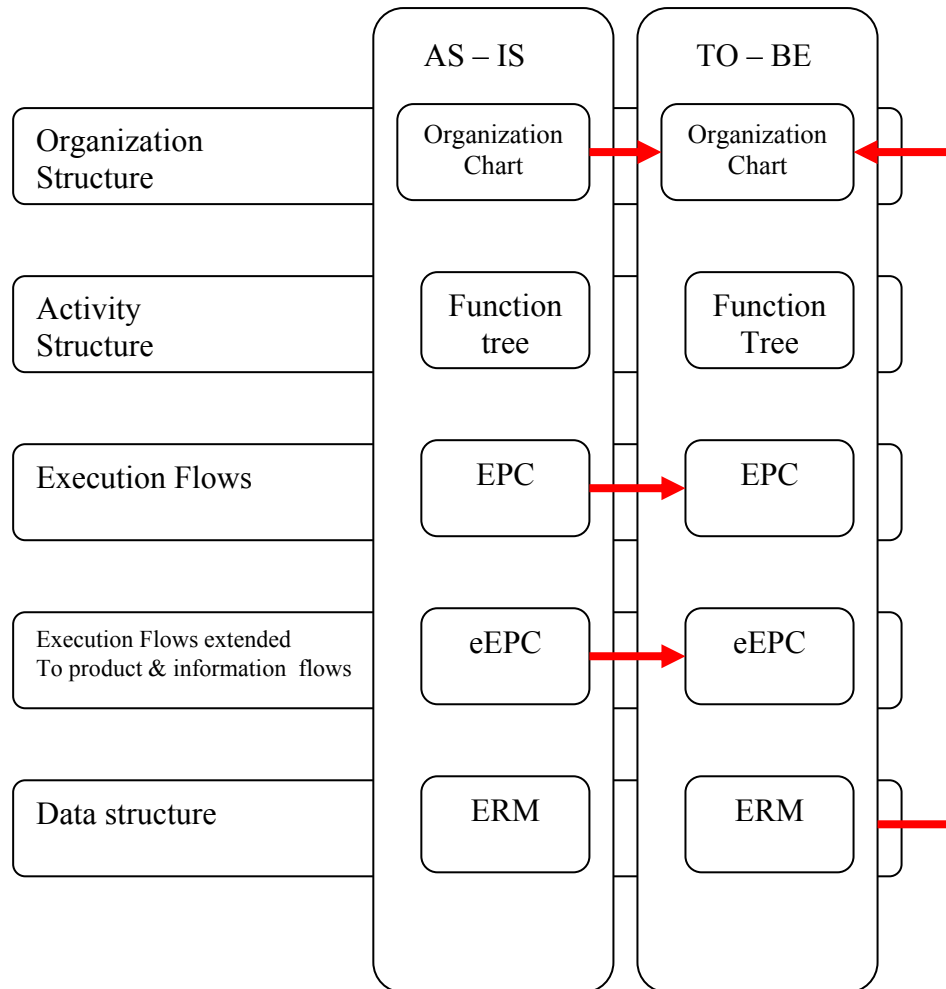 AS – IS
TO – BE
Organization
Structure
Organization
Chart
Organization
Chart
Activity
Structure
Function
tree
Function
Tree
Execution Flows
EPC
EPC
Execution Flows extended
To product & information flows
eEPC
eEPC
Data structure
ERM
ERM